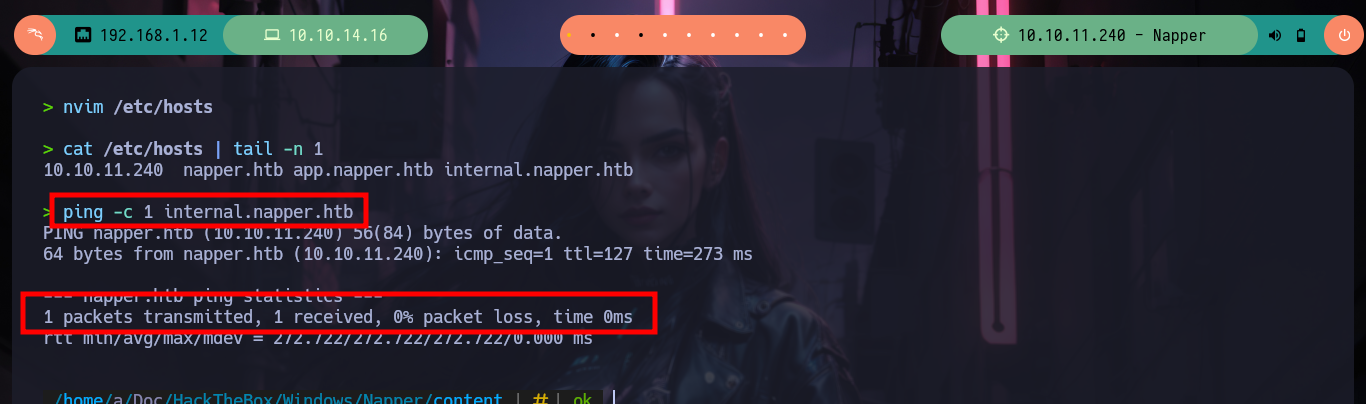 192.168.1.12 10.10.14.16 10.10.11.240 - Napper
> nvim /etc/hosts
> cat /etc/hosts | tail -n 1
10.10.11.240  napper.htb app.napper.htb internal.napper.htb
> ping -c 1 internal.napper.htb
PING napper.htb (10.10.11.240) 56(84) bytes of data.
64 bytes from napper.htb (10.10.11.240): icmp_seq=1 ttl=127 time=273 ms
--- napper.htb ping statistics ---
1 packets transmitted, 1 received, 0% packet loss, time 0ms
rtt min/avg/max/mdev = 272.722/272.722/272.722/0.000 ms
/home/a/Doc/HackTheBox/Windows/Napper/content | # | ok